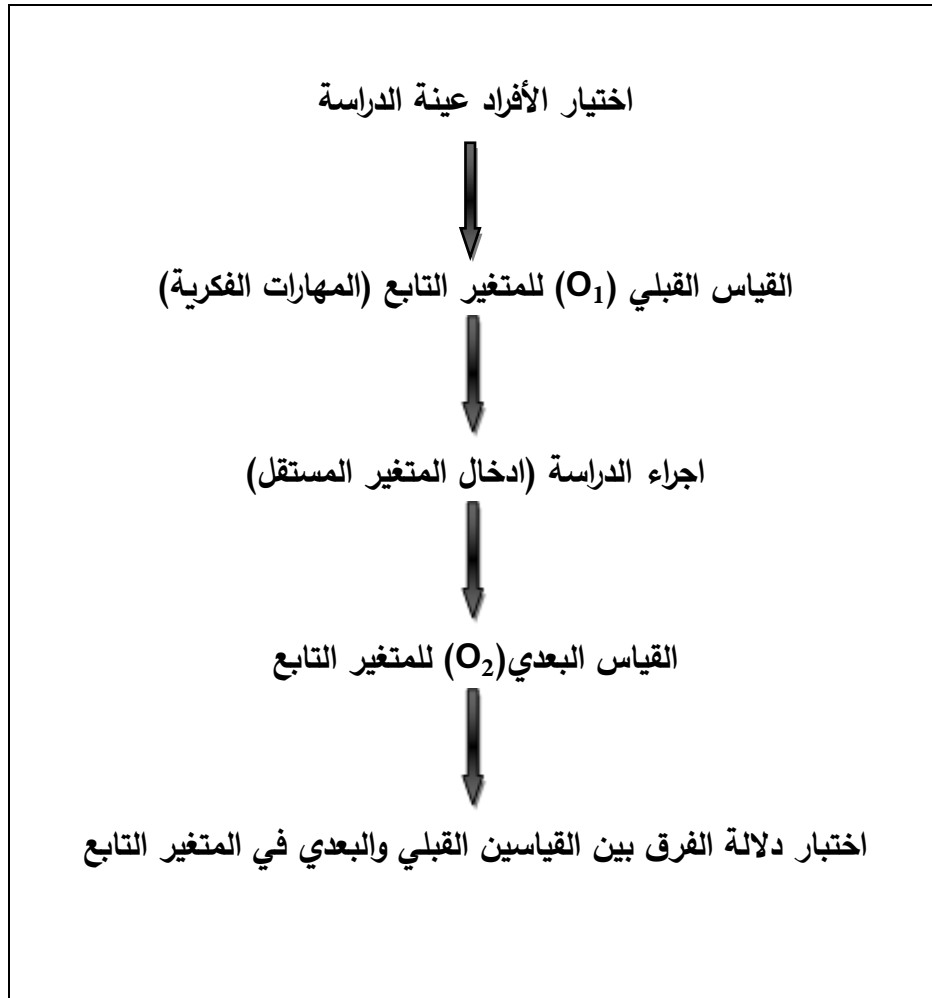 اختيار الأفراد عينة الدراسة
القياس القبلي (O₁) للمتغير التابع (المهارات الفكرية)
اجراء الدراسة (ادخال المتغير المستقل)
القياس البعدي(O₂) للمتغير التابع
اختبار دلالة الفرق بين القياسين القبلي والبعدي في المتغير التابع